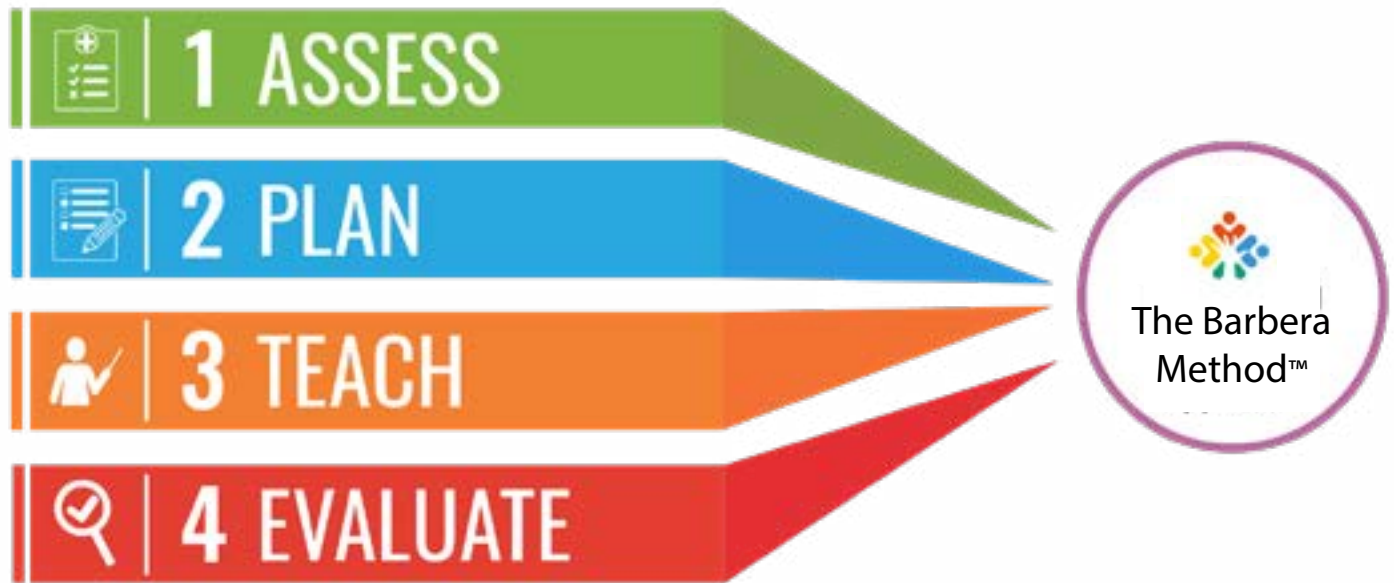 1 ASSESS
2 PLAN
3 TEACH
4 EVALUATE
The Barbera
Method™